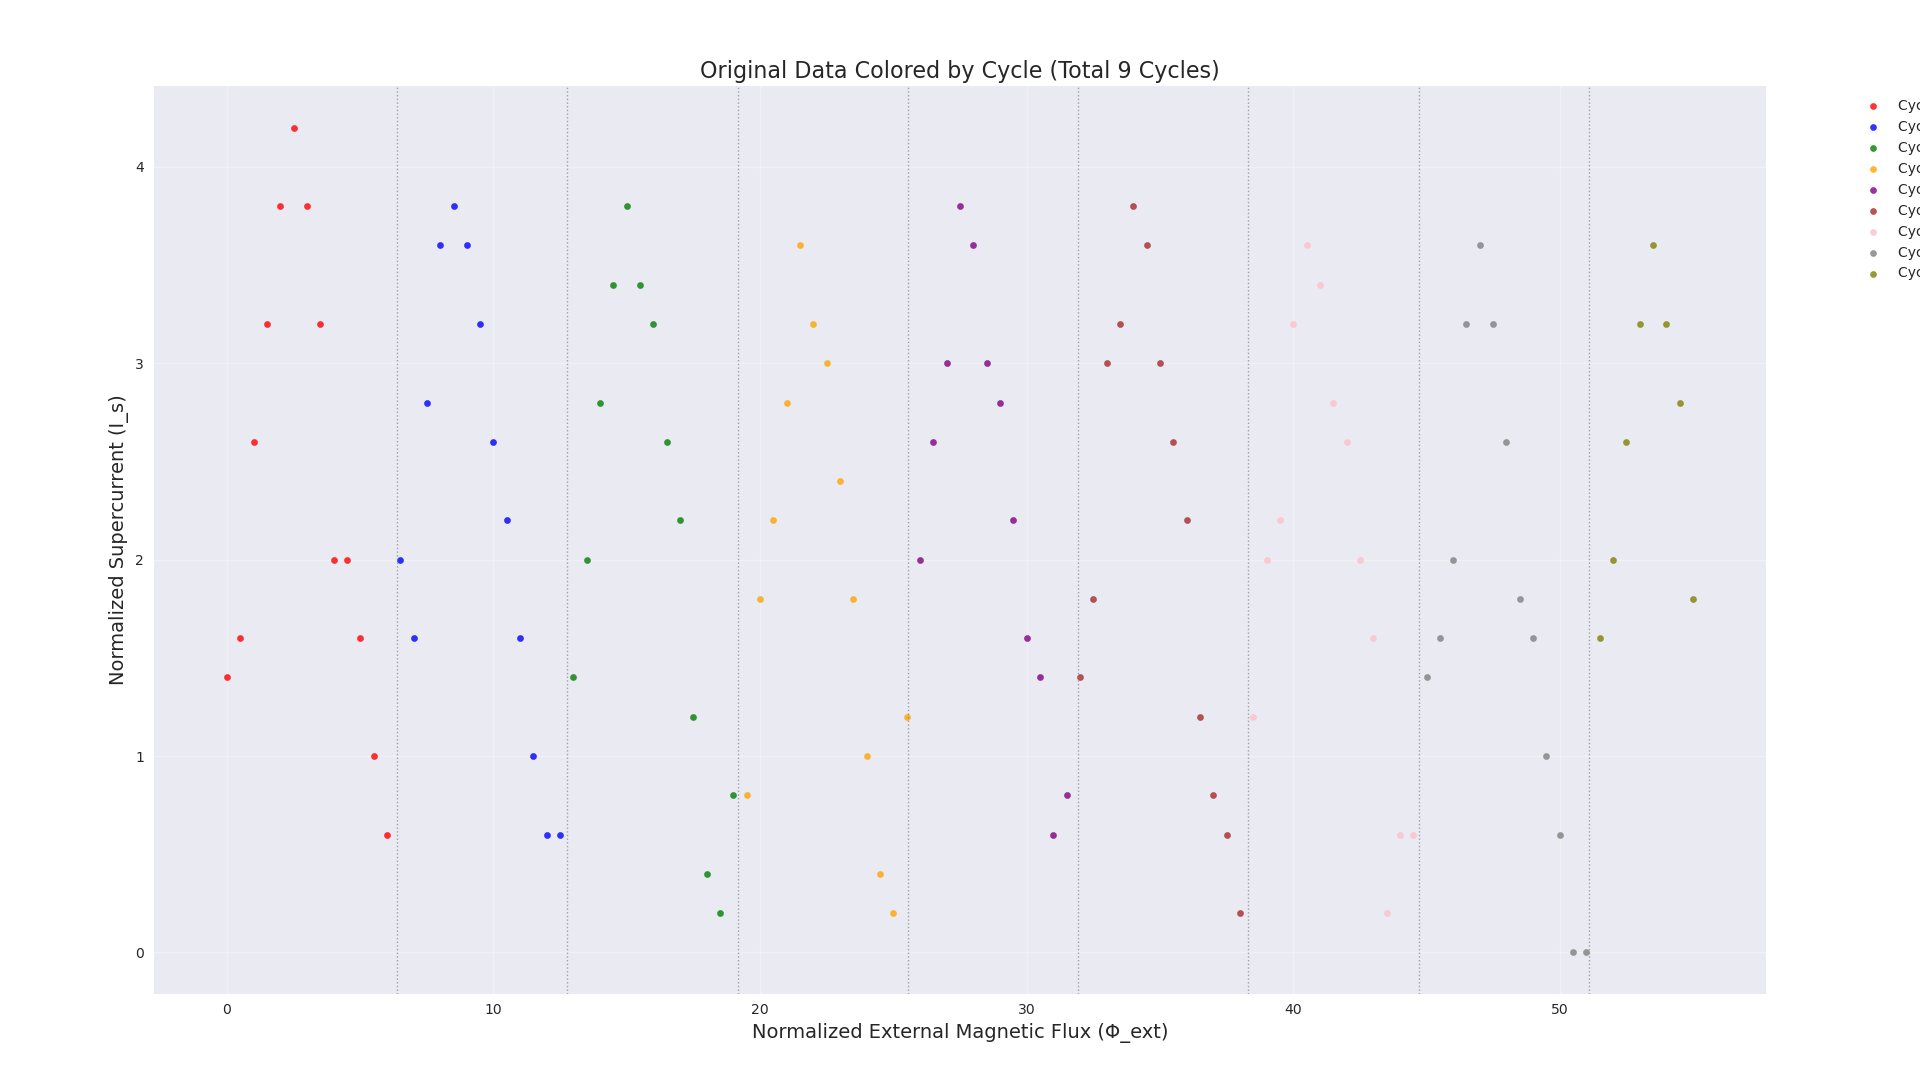 Original Data Colored by Cycle (Total 9 Cycles)
Normalized Supercurrent (I_s)
4
3
2
1
0
0 10 20 30 40 50
Normalized External Magnetic Flux (Φ_ext)
Cyc
Cyc
Cyc
Cyc
Cyc
Cyc
Cyc
Cyc
Cyc